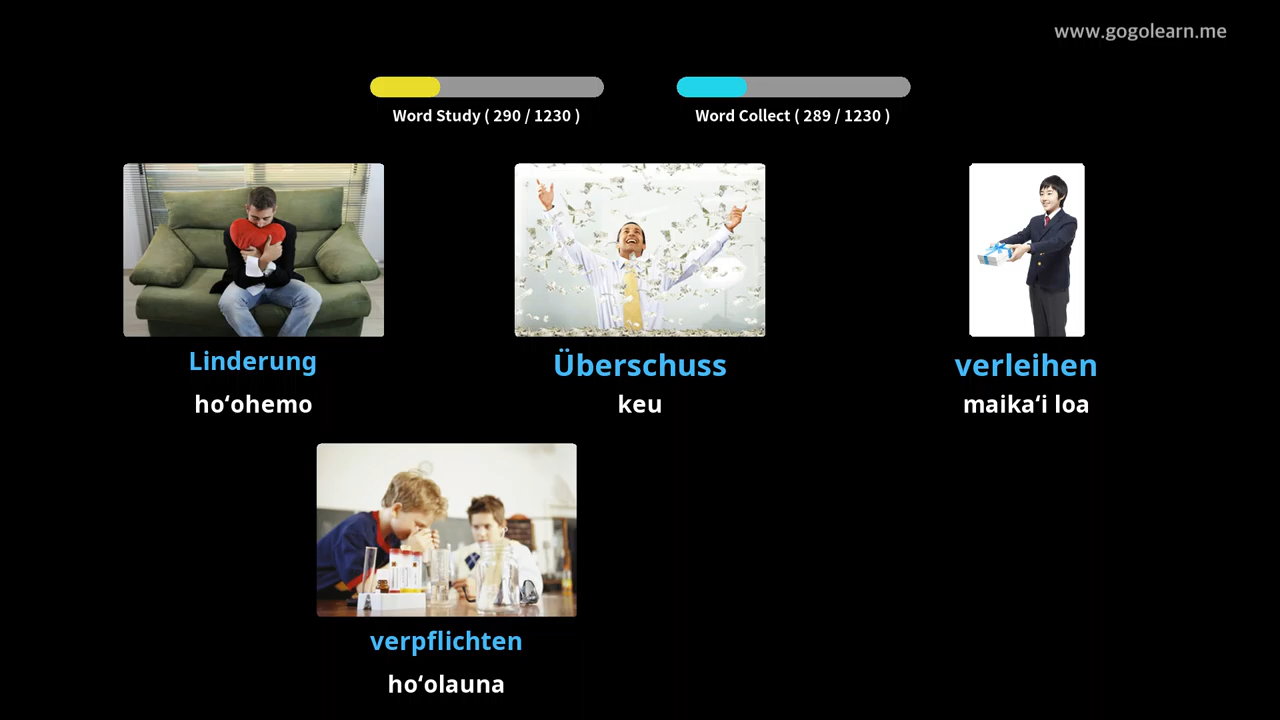 www.gogolearn.me
Word Study ( 290 / 1230 )
Word Collect ( 289 / 1230 )
Linderung
hoʻohemo
Überschuss
keu
verleihen
maikaʻi loa
verpflichten
hoʻolauna